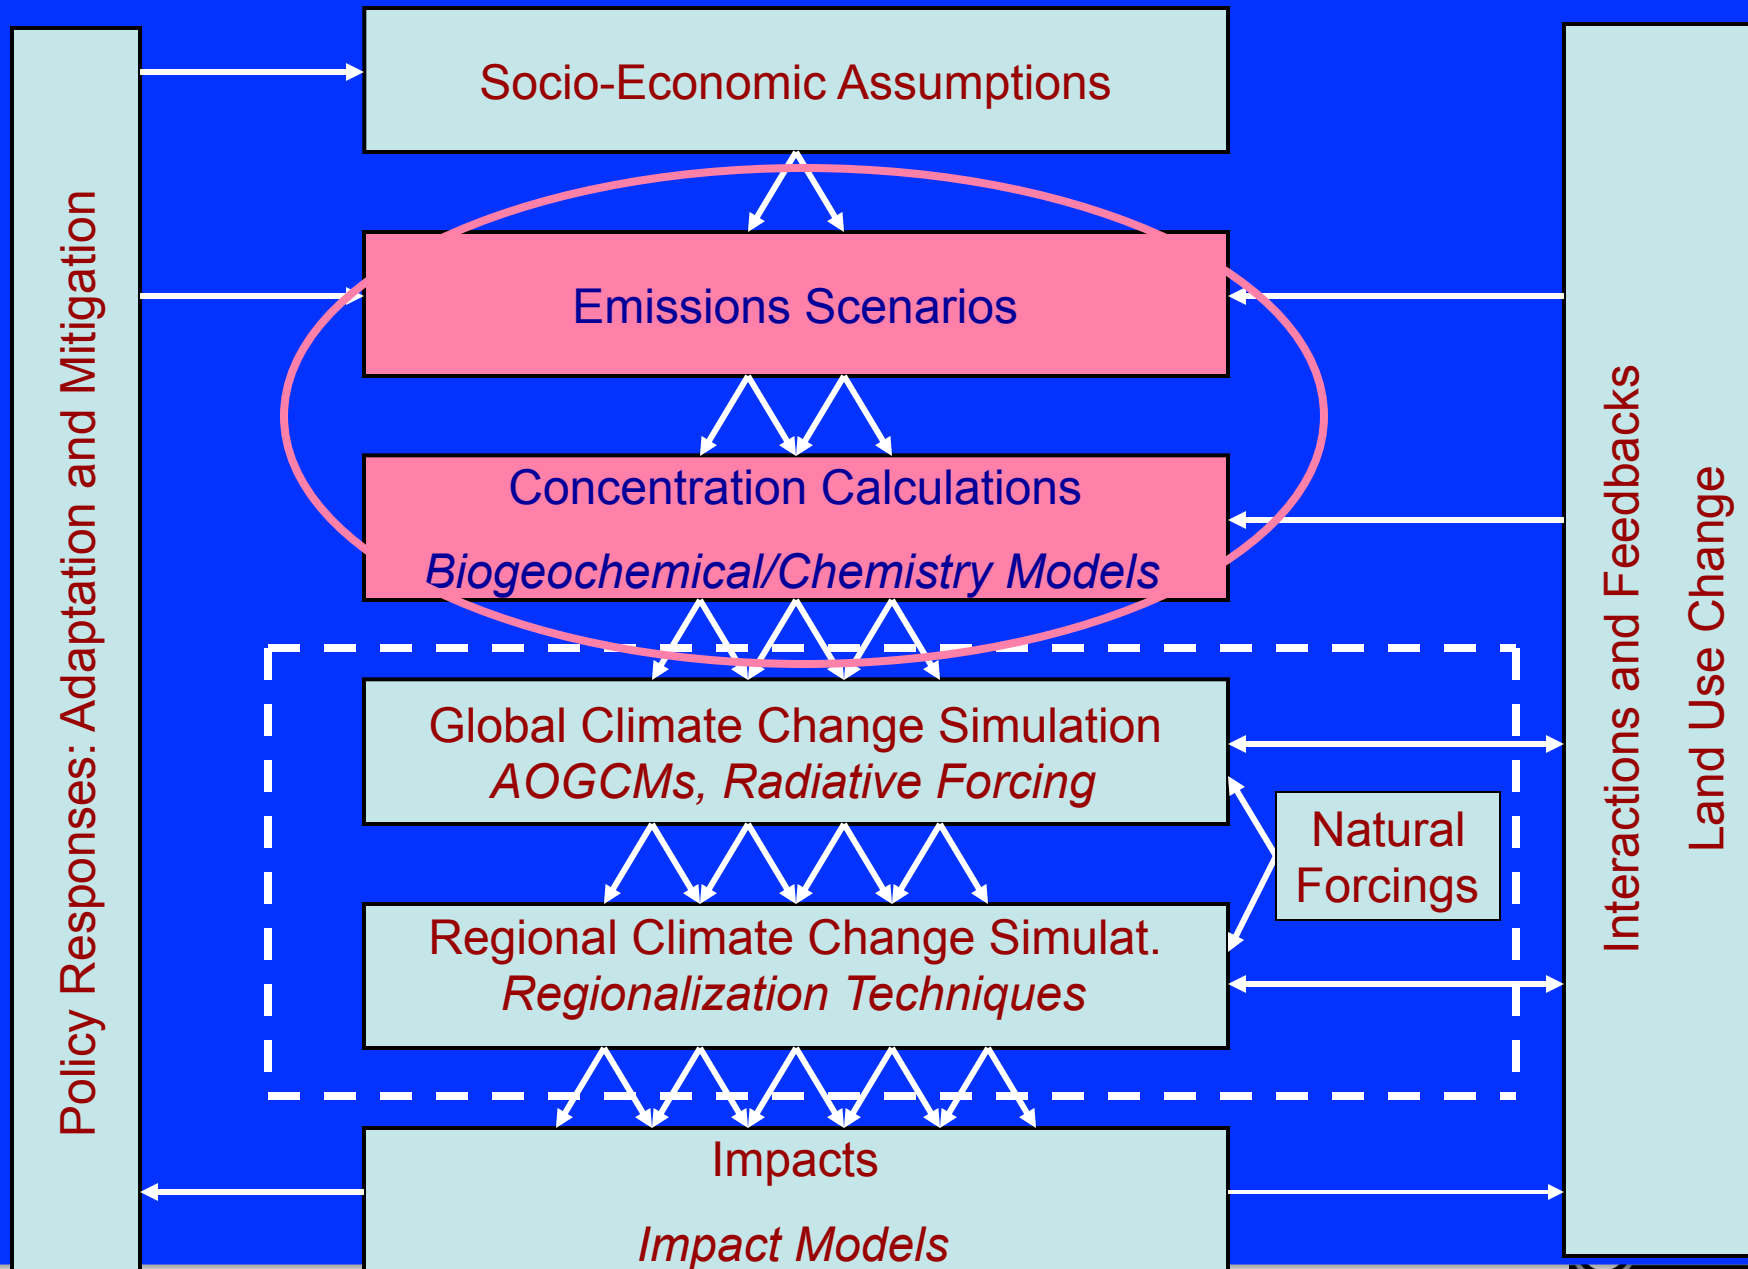 Policy Responses: Adaptation and Mitigation
Socio-Economic Assumptions
Emissions Scenarios
Concentration Calculations
Biogeochemical/Chemistry Models
Global Climate Change Simulation
AOGCMs, Radiative Forcing
Natural
Forcings
Regional Climate Change Simulat.
Regionalization Techniques
Impacts
Impact Models
Interactions and Feedbacks
Land Use Change